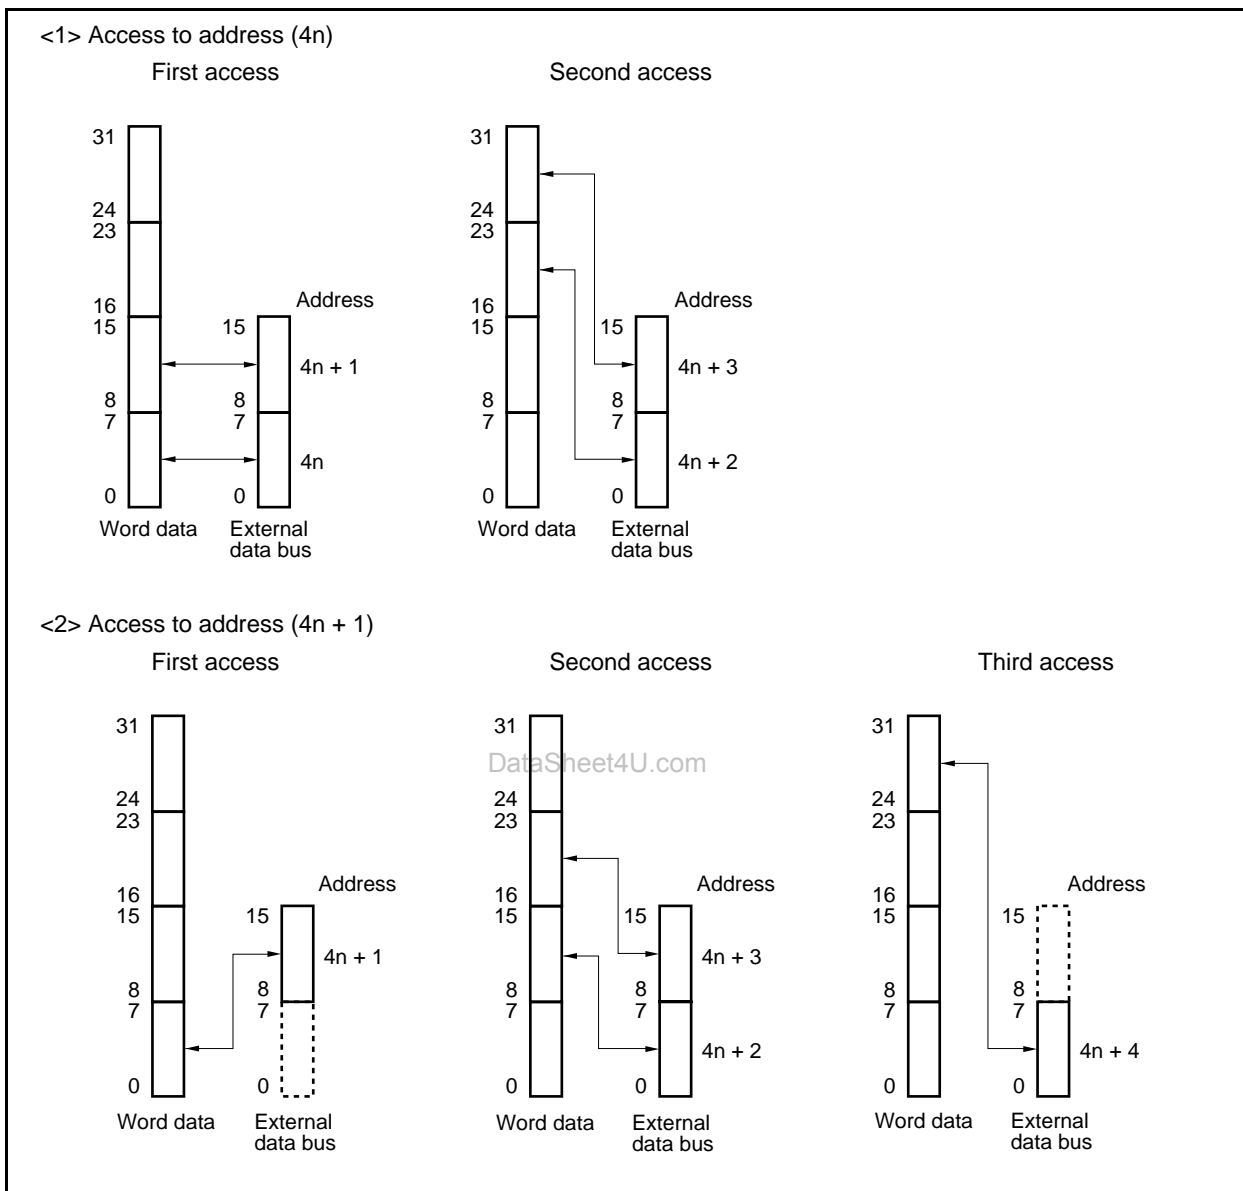 <1> Access to address (4n)
First access
Second access
31
24
23
16
15
8
7
0
Word data
Address
15
4n + 1
8
7
4n
0
External
data bus
31
24
23
16
15
8
7
0
Word data
Address
15
4n + 3
8
7
4n + 2
0
External
data bus
<2> Access to address (4n + 1)
First access
Second access
Third access
31
24
23
16
15
8
7
0
Word data
Address
15
4n + 1
8
7
0
External
data bus
DataSheet4U.com
31
24
23
16
15
8
7
0
Word data
Address
15
4n + 3
8
7
4n + 2
0
External
data bus
31
24
23
16
15
8
7
0
Word data
Address
15
8
7
4n + 4
0
External
data bus